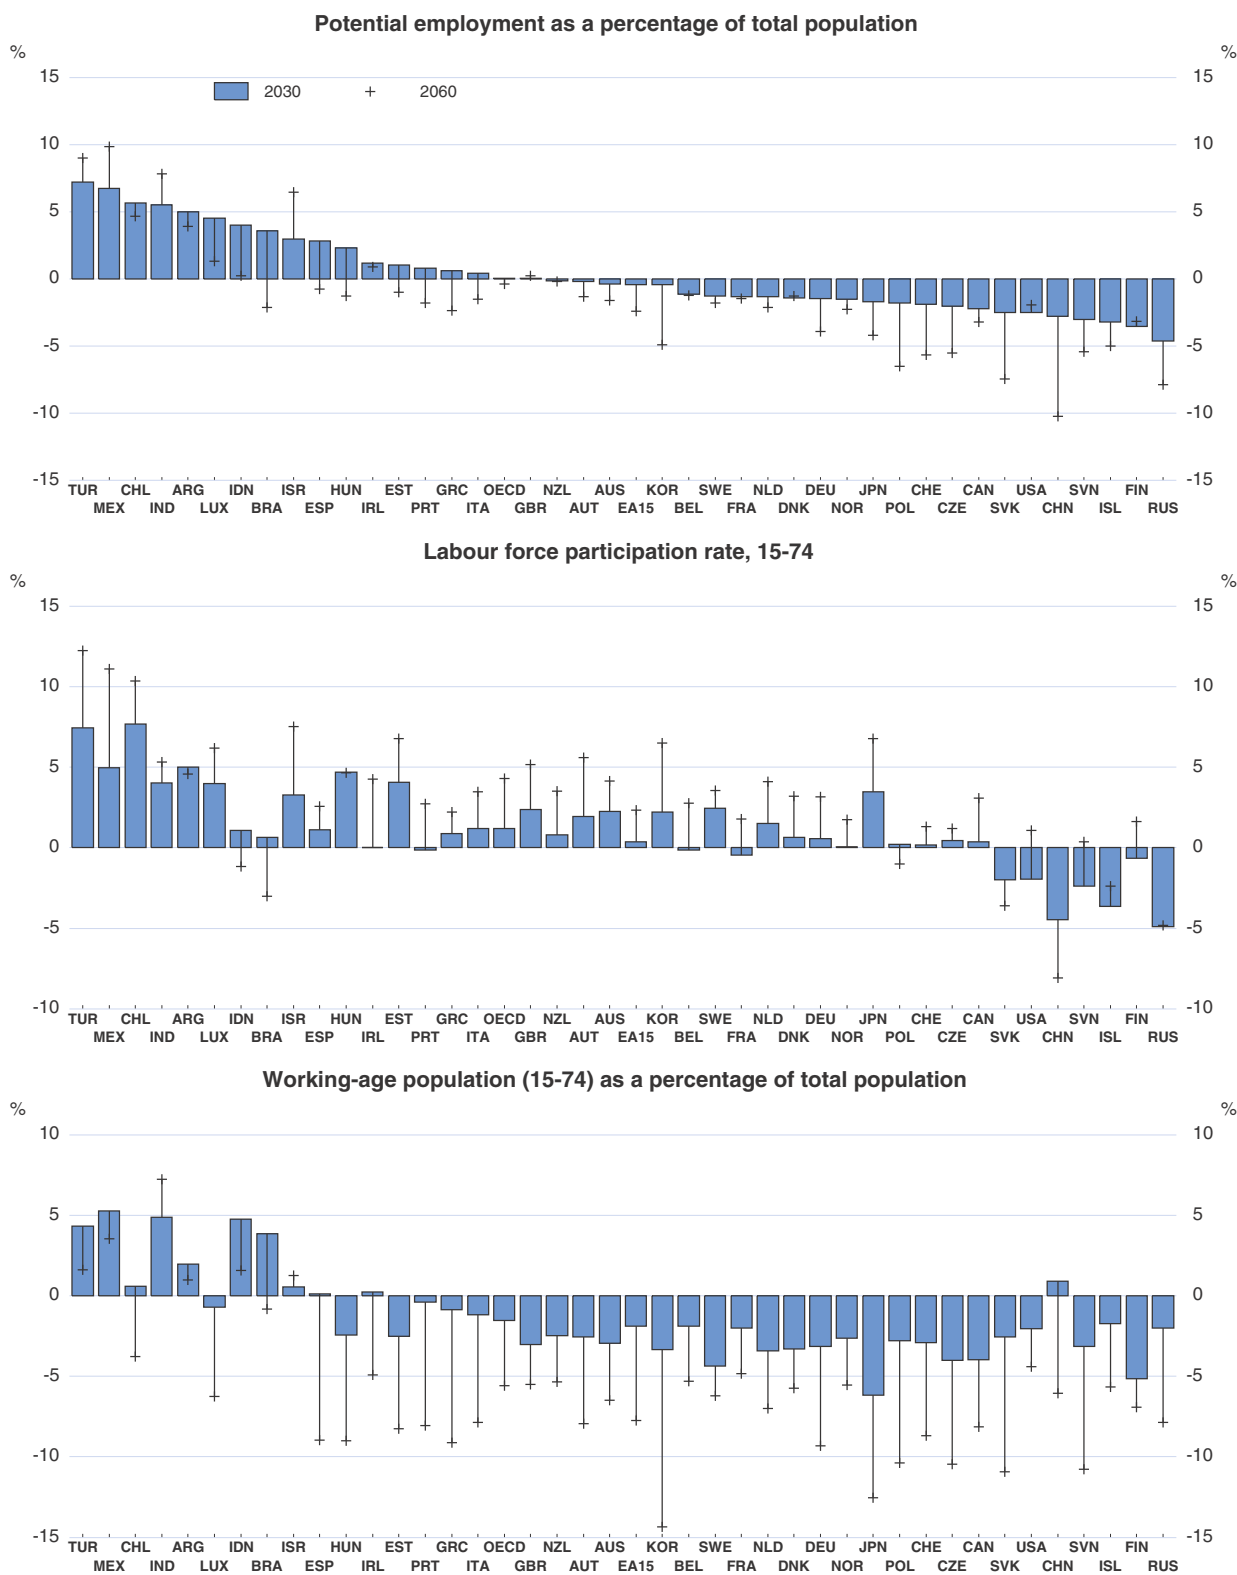 Potential employment as a percentage of total population
% %
15 15
2030 2060
10 10
5 5
0 0
-5 -5
-10 -10
-15 -15
TUR CHL ARG IDN ISR HUN EST GRC OECD NZL AUS KOR SWE NLD DEU JPN CHE CAN USA SVN FIN
MEX IND LUX BRA ESP IRL PRT ITA GBR AUT EA15 BEL FRA DNK NOR POL CZE SVK CHN ISL RUS
Labour force participation rate, 15-74
% %
15 15
10 10
5 5
0 0
-5 -5
-10 -10
TUR CHL ARG IDN ISR HUN EST GRC OECD NZL AUS KOR SWE NLD DEU JPN CHE CAN USA SVN FIN
MEX IND LUX BRA ESP IRL PRT ITA GBR AUT EA15 BEL FRA DNK NOR POL CZE SVK CHN ISL RUS
Working-age population (15-74) as a percentage of total population
% %
10 10
5 5
0 0
-5 -5
-10 -10
-15 -15
TUR CHL ARG IDN ISR HUN EST GRC OECD NZL AUS KOR SWE NLD DEU JPN CHE CAN USA SVN FIN
MEX IND LUX BRA ESP IRL PRT ITA GBR AUT EA15 BEL FRA DNK NOR POL CZE SVK CHN ISL RUS